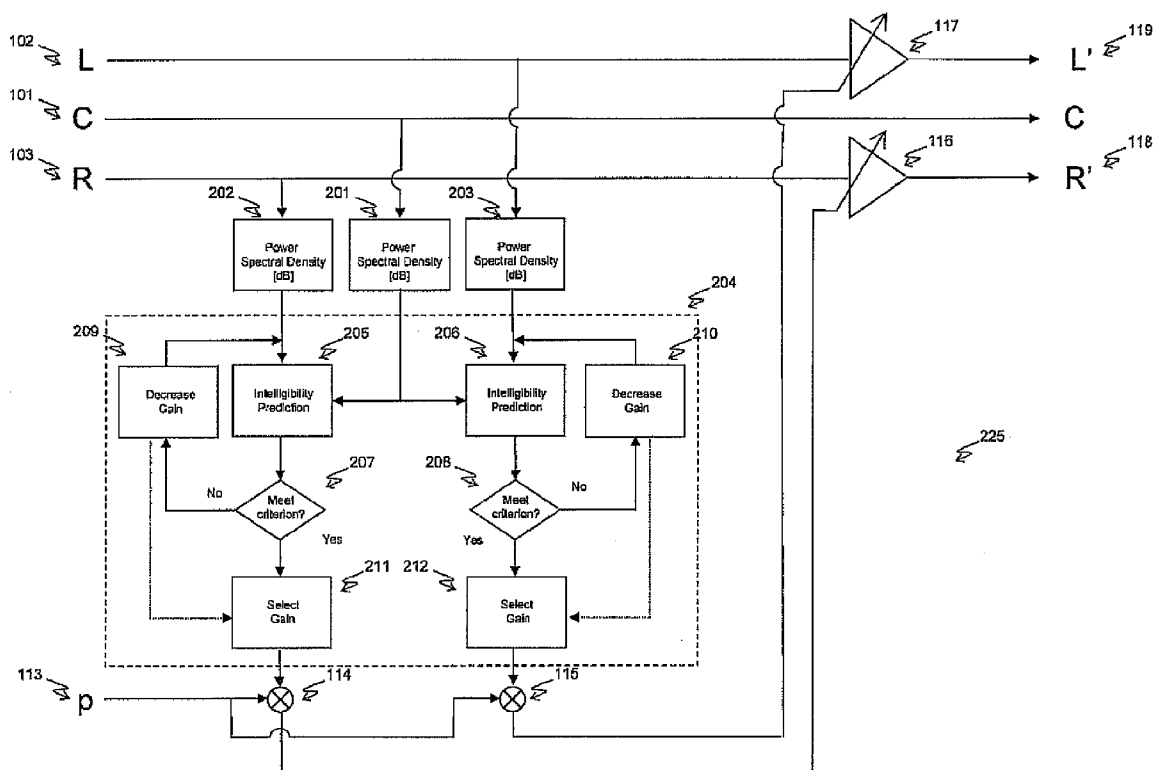 102
L
117
L'
119
101
C
C
103
R
116
R'
118
202
201
203
Power
Spectral Density
[dB]
Power
Spectral Density
[dB]
Power
Spectral Density
[dB]
204
209
205
206
210
Decrease
Gain
Intelligibility
Prediction
Intelligibility
Prediction
Decrease
Gain
225
207
208
No
Meet
criterion?
Meet
criterion?
No
Yes
Yes
211
212
Select
Gain
Select
Gain
113
p
114
115